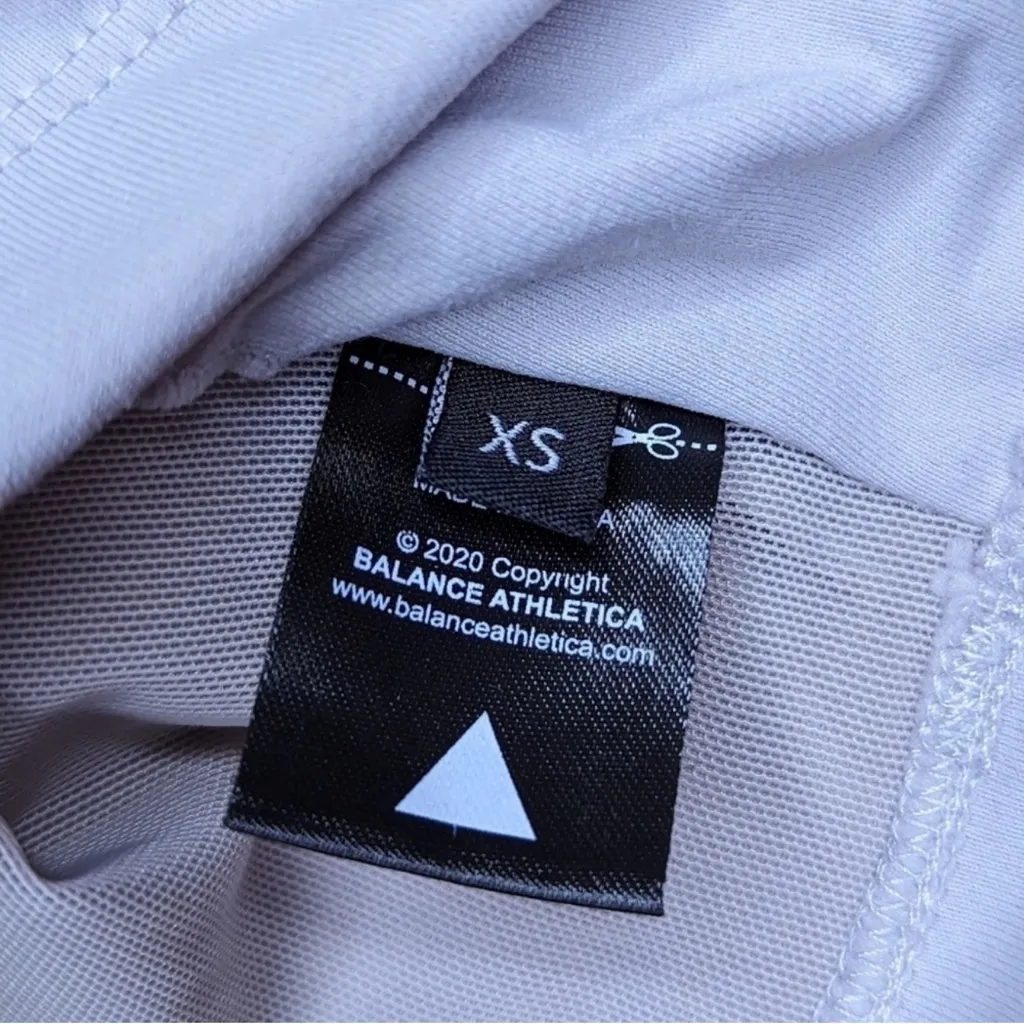 XS
© 2020 Copyright
BALANCE ATHLETICA
www.balanceathletica.com